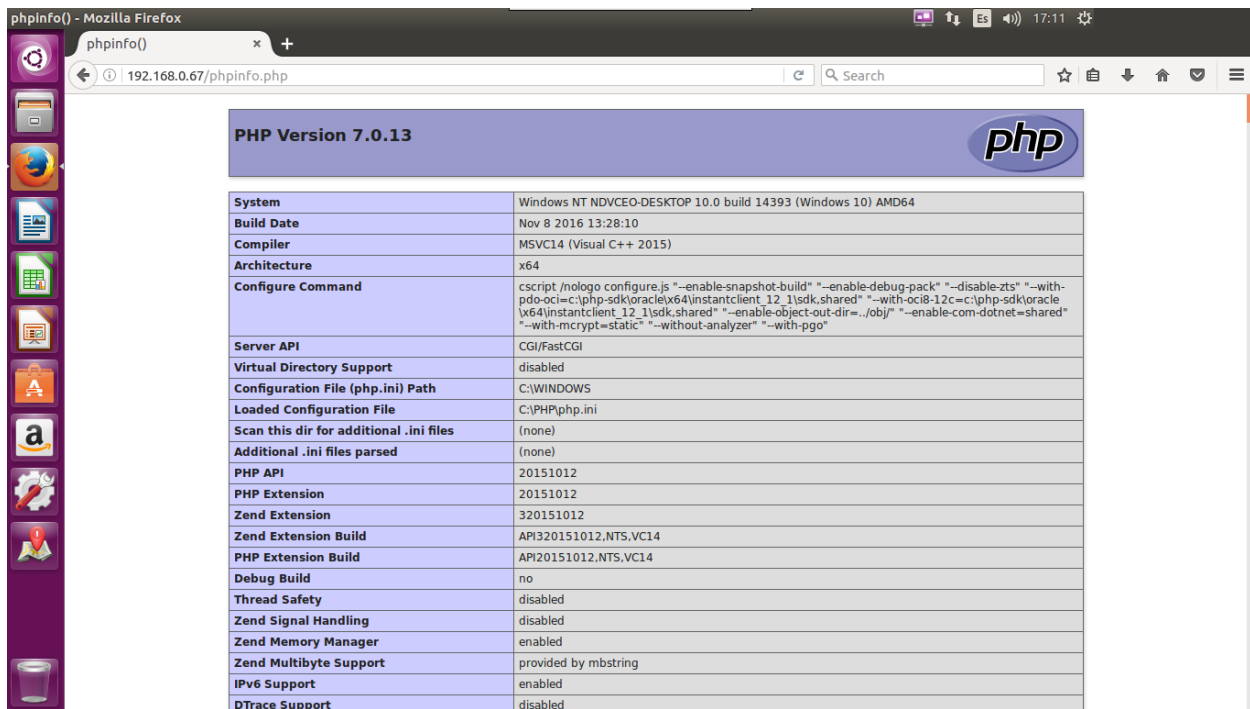 phpinfo() - Mozilla Firefox
Es
17:11
phpinfo()
192.168.0.67/phpinfo.php
Search
PHP Version 7.0.13
php
System Windows NT NDVCEO-DESKTOP 10.0 build 14393 (Windows 10) AMD64
Build Date Nov 8 2016 13:28:10
Compiler MSVC14 (Visual C++ 2015)
Architecture x64
Configure Command cscript /nologo configure.js "--enable-snapshot-build" "--enable-debug-pack" "--disable-zts" "--with-
pdo-oci=c:\php-sdk\oracle\x64\instantclient_12_1\sdk,shared" "--with-oci8-12c=c:\php-sdk\oracle
\x64\instantclient_12_1\sdk,shared" "--enable-object-out-dir=../obj/" "--enable-com-dotnet=shared"
"--with-mcrypt=static" "--without-analyzer" "--with-pgo"
Server API CGI/FastCGI
Virtual Directory Support disabled
Configuration File (php.ini) Path C:\WINDOWS
Loaded Configuration File C:\PHP\php.ini
Scan this dir for additional .ini files (none)
Additional .ini files parsed (none)
PHP API 20151012
PHP Extension 20151012
Zend Extension 320151012
Zend Extension Build API320151012,NTS,VC14
PHP Extension Build API20151012,NTS,VC14
Debug Build no
Thread Safety disabled
Zend Signal Handling disabled
Zend Memory Manager enabled
Zend Multibyte Support provided by mbstring
IPv6 Support enabled
DTrace Support disabled